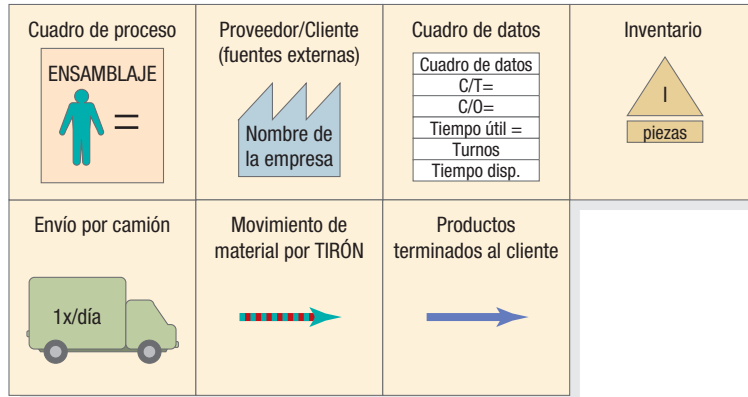 Cuadro de proceso
ENSAMBLAJE
=
Proveedor/Cliente
(fuentes externas)
Nombre de
la empresa
Cuadro de datos
Cuadro de datos
C/T=
C/O=
Tiempo útil =
Turnos
Tiempo disp.
Inventario
I
piezas
Envío por camión
1x/día
Movimiento de
material por TIRÓN
Productos
terminados al cliente